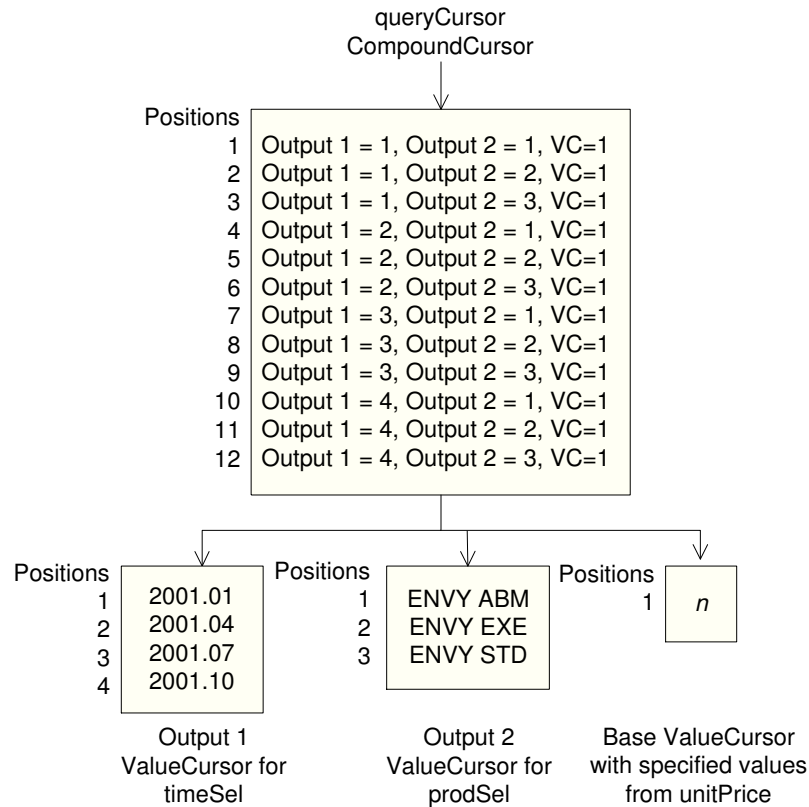 queryCursor
CompoundCursor
Positions
1 Output 1 = 1, Output 2 = 1, VC=1
2 Output 1 = 1, Output 2 = 2, VC=1
3 Output 1 = 1, Output 2 = 3, VC=1
4 Output 1 = 2, Output 2 = 1, VC=1
5 Output 1 = 2, Output 2 = 2, VC=1
6 Output 1 = 2, Output 2 = 3, VC=1
7 Output 1 = 3, Output 2 = 1, VC=1
8 Output 1 = 3, Output 2 = 2, VC=1
9 Output 1 = 3, Output 2 = 3, VC=1
10 Output 1 = 4, Output 2 = 1, VC=1
11 Output 1 = 4, Output 2 = 2, VC=1
12 Output 1 = 4, Output 2 = 3, VC=1
Positions
1 2001.01
2 2001.04
3 2001.07
4 2001.10
Output 1
ValueCursor for
timeSel
Positions
1 ENVY ABM
2 ENVY EXE
3 ENVY STD
Output 2
ValueCursor for
prodSel
Positions
1 n
Base ValueCursor
with specified values
from unitPrice